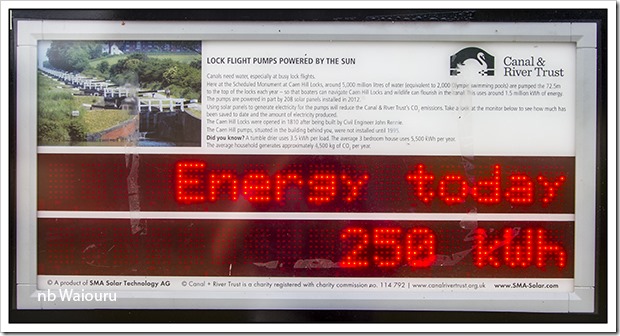 LOCK FLIGHT PUMPS POWERED BY THE SUN
Canal &
River Trust
Canals need water, especially at busy lock flights.
Here at the Scheduled Monument at Caen Hill Locks, around 5,000 million litres of water (equivalent to 2,000 Olympic swimming pools) are pumped the 72.5m
to the top of the locks each year – so that boaters can navigate Caen Hill Locks and wildlife can flourish in the canal. This uses around 1.5 million kWh of energy.
The pumps are powered in part by 208 solar panels installed in 2012.
Using solar panels to generate electricity for the pumps will reduce the Canal & River Trust's CO₂ emissions. Take a look at the monitor below to see how much has
been saved to date and the amount of electricity produced.
The Caen Hill Locks were opened in 1810 after being built by Civil Engineer John Rennie.
The Caen Hill pumps, situated in the building behind you, were not installed until 1995.
Did you know? A tumble drier uses 3.5 kWh per load. The average 3 bedroom house uses 5,500 kWh per year.
The average household generates approximately 4,500 kg of CO₂ per year.
Energy today
250 kWh
© A product of SMA Solar Technology AG © Canal + River Trust is a charity registered with charity commission no. 114 792 | www.canalrivertrust.org.uk www.SMA-Solar.com
nb Waiouru